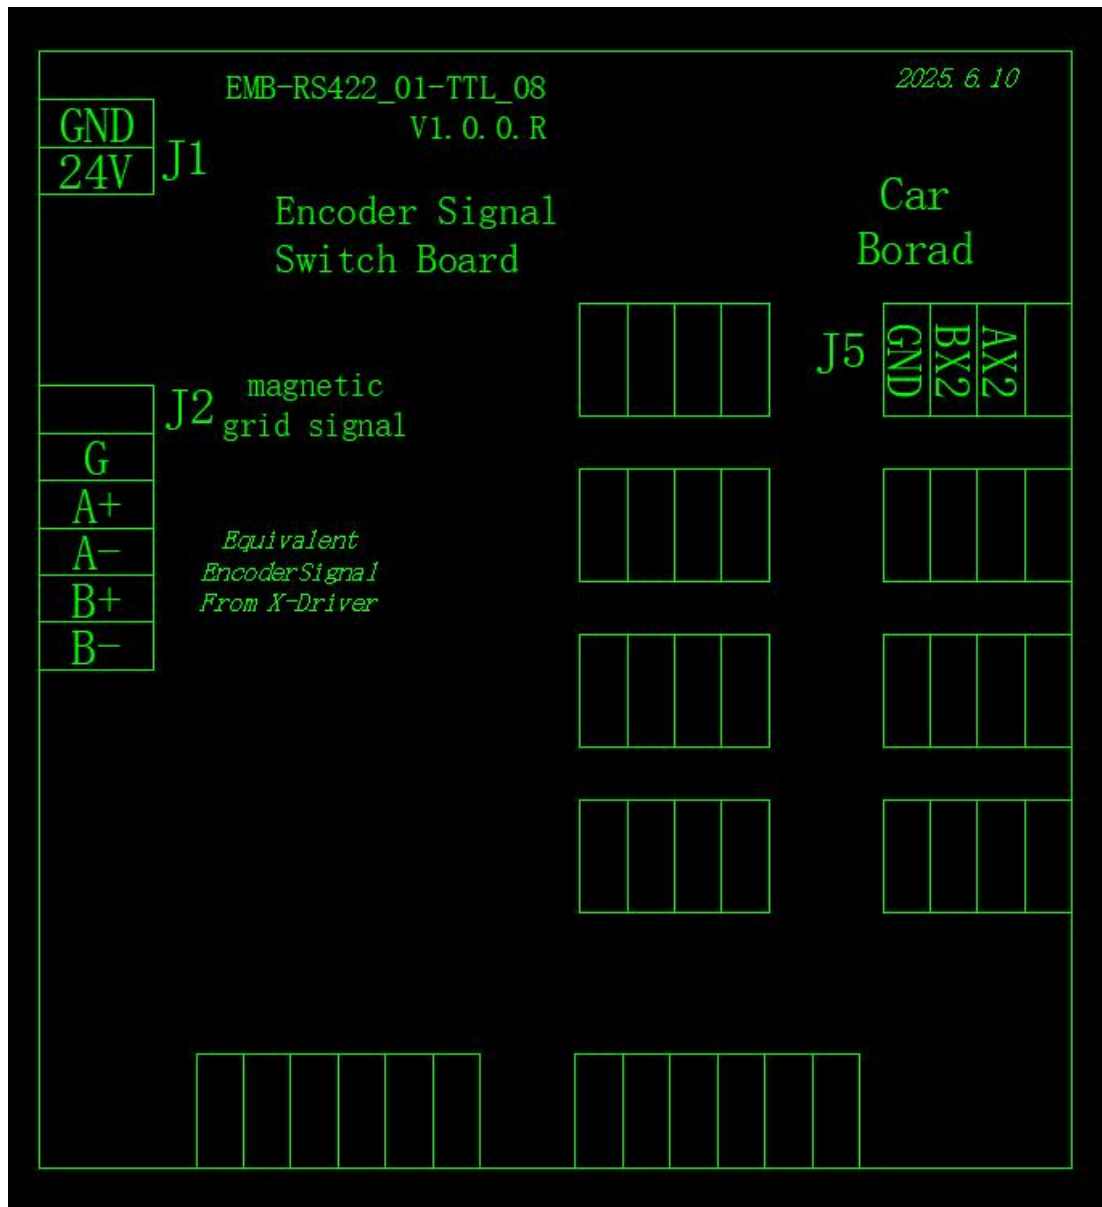 EMB-RS422_01-TTL_08
V1.0.0.R
2025.6.10
GND
24V
J1
Encoder Signal
Switch Board
Car
Borad
J5
GND
BX2
AX2
J2
magnetic
grid signal
G
A+
A-
B+
B-
Equivalent
EncoderSignal
From X-Driver